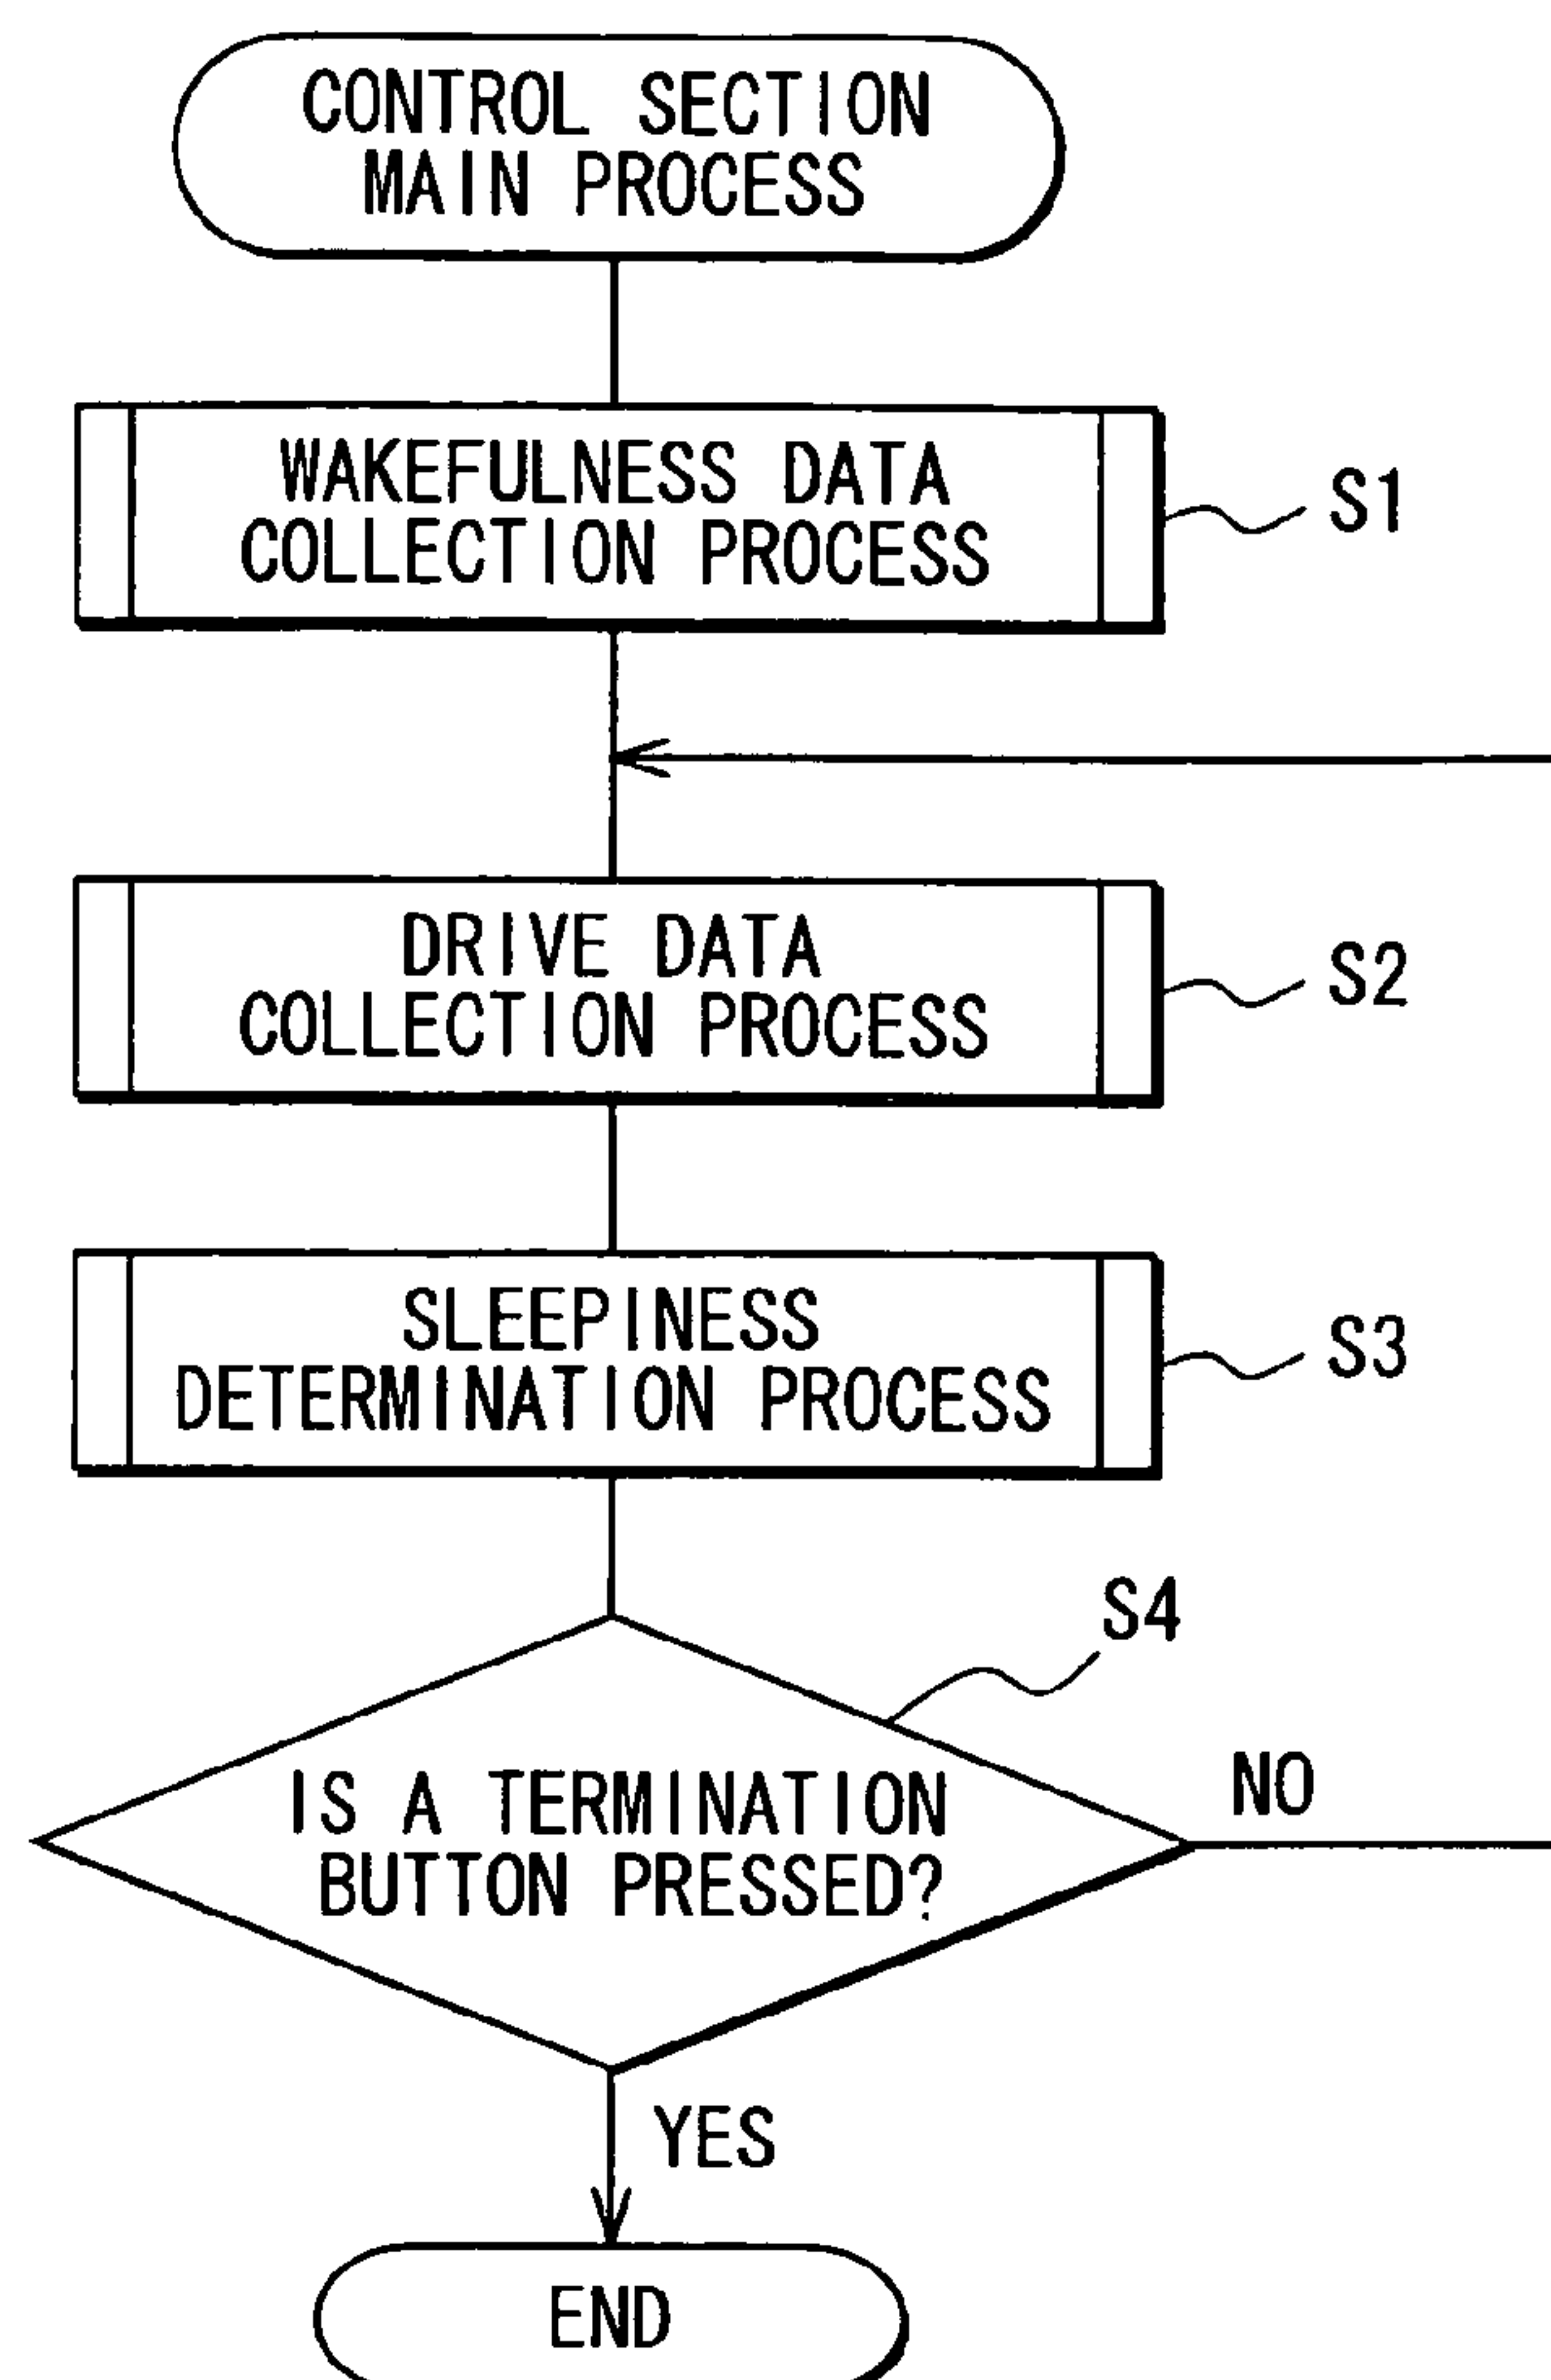 CONTROL SECTION
MAIN PROCESS
WAKEFULNESS DATA
COLLECTION PROCESS
S1
DRIVE DATA
COLLECTION PROCESS
S2
SLEEPINESS
DETERMINATION PROCESS
S3
S4
IS A TERMINATION
BUTTON PRESSED?
NO
YES
END